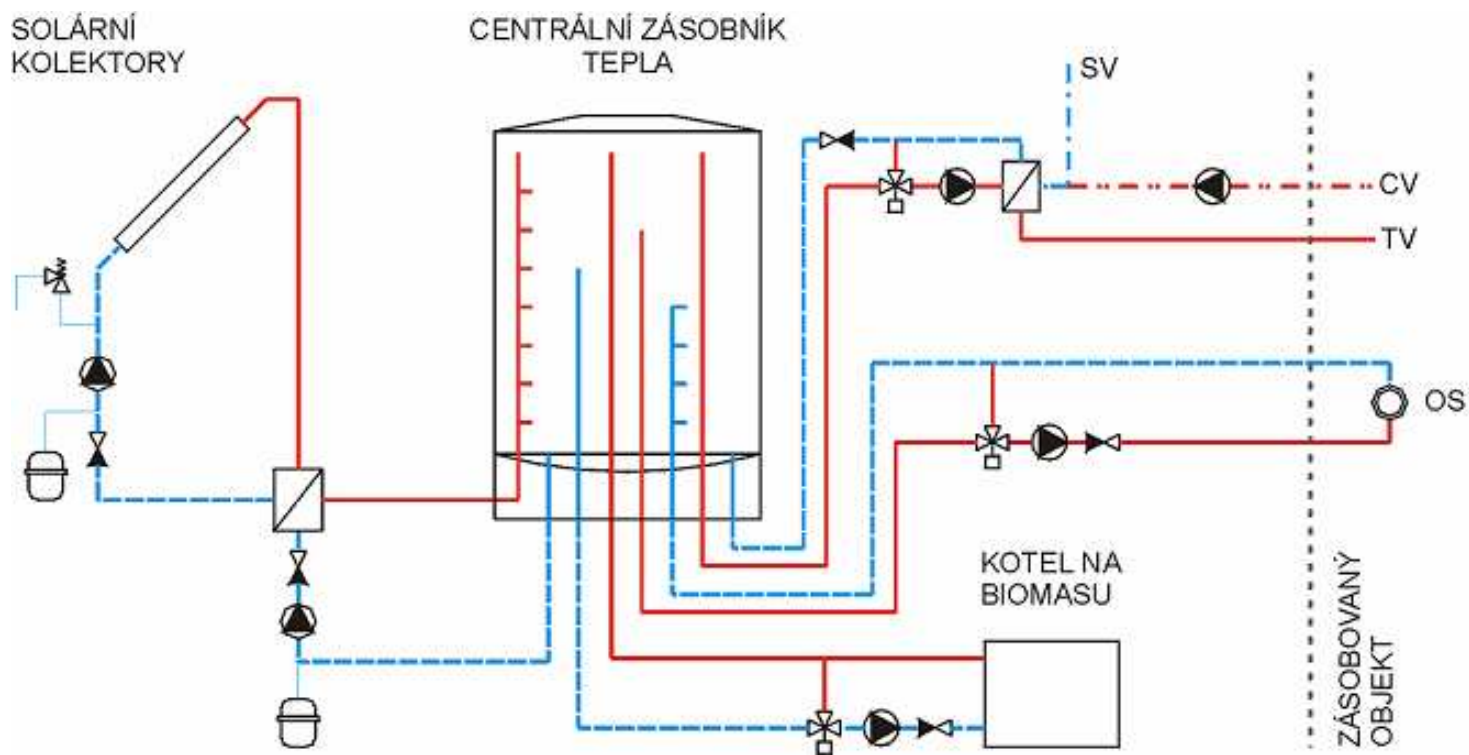 SOLÁRNÍ
KOLEKTORY
CENTRÁLNÍ ZÁSOBNÍK
TEPLA
SV
CV
TV
OS
KOTEL NA
BIOMASU
ZÁSOBOVANÝ
OBJEKT